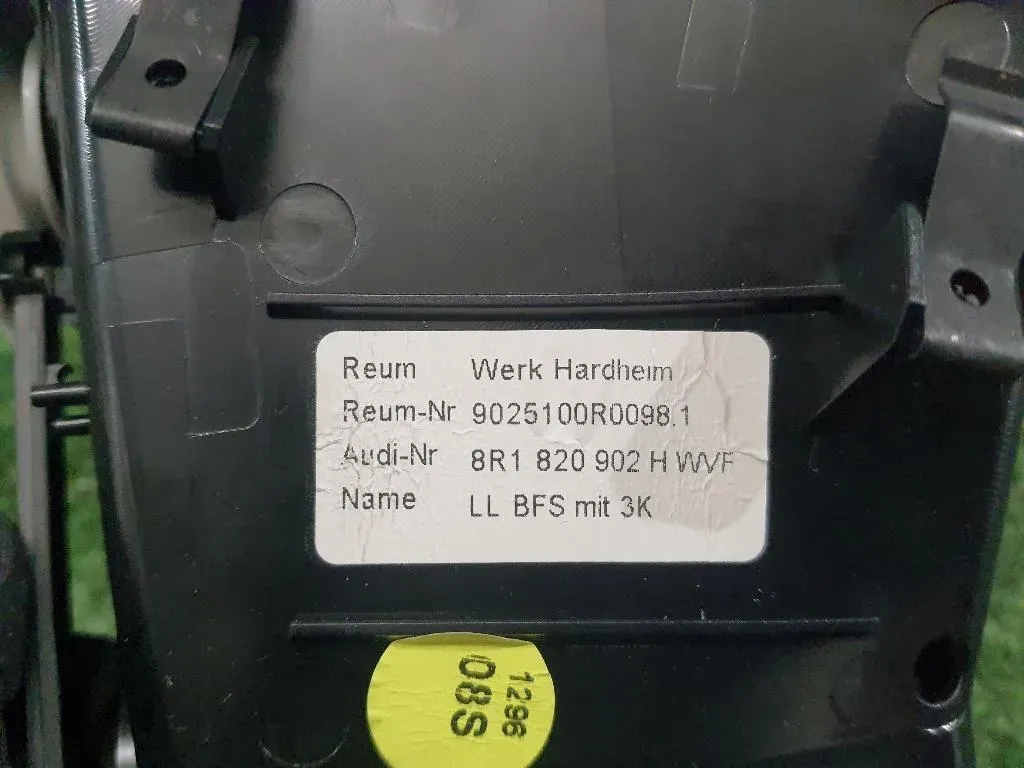 Reum Werk Hardheim
Reum-Nr 9025100R0098.1
Audi-Nr 8R1 820 902 H WVF
Name LL BFS mit 3K
1296
08S